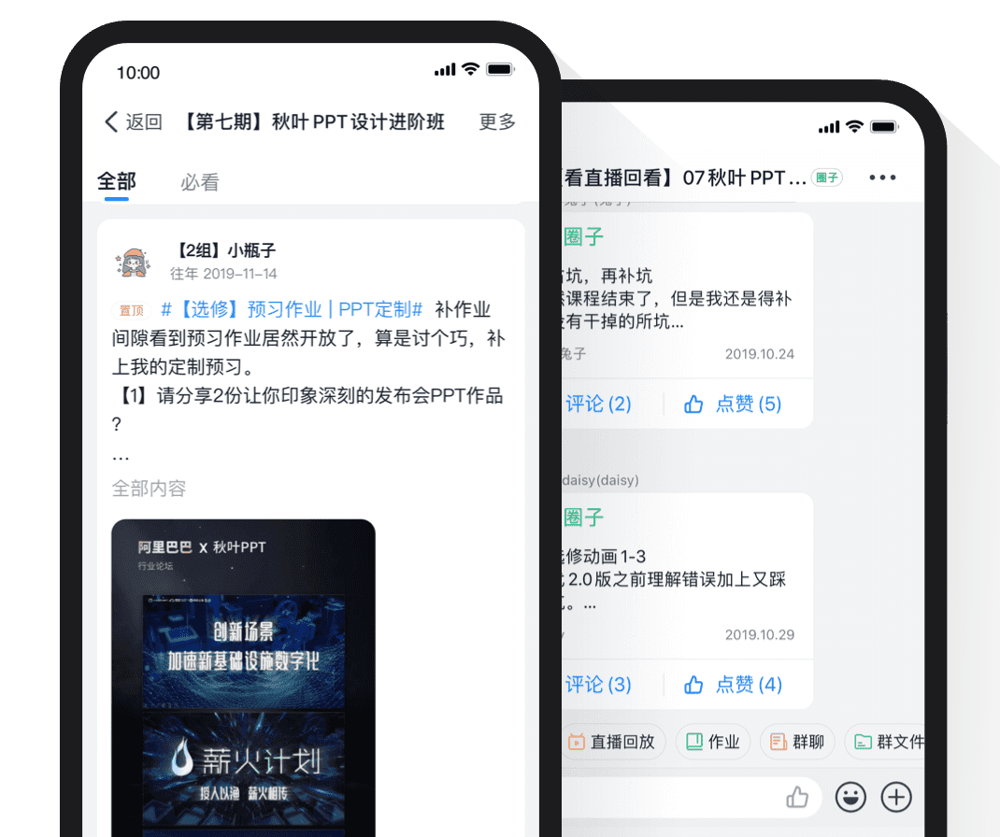 10:00
返回 【第七期】秋叶PPT设计进阶班 更多
全部 必看
【2组】小瓶子
往年 2019-11-14
置顶 #【选修】预习作业 | PPT定制# 补作业
间隙看到预习作业居然开放了，算是讨个巧，补
上我的定制预习。
【1】请分享2份让你印象深刻的发布会PPT作品
?
...
全部内容
阿里巴巴 x 秋叶PPT
行业论坛
创新场景
加速新基础设施数字化
薪火计划
授人以渔 薪火相传
看直播回看】07秋叶PPT... 圈子
圈子
坑，再补坑
课程结束了，但是我还是得补
有干掉的所坑...
兔子 2019.10.24
评论 (2) 点赞 (5)
daisy(daisy)
圈子
修动画1-3
2.0版之前理解错误加上又踩
。...
2019.10.29
评论 (3) 点赞 (4)
直播回放 作业 群聊 群文件